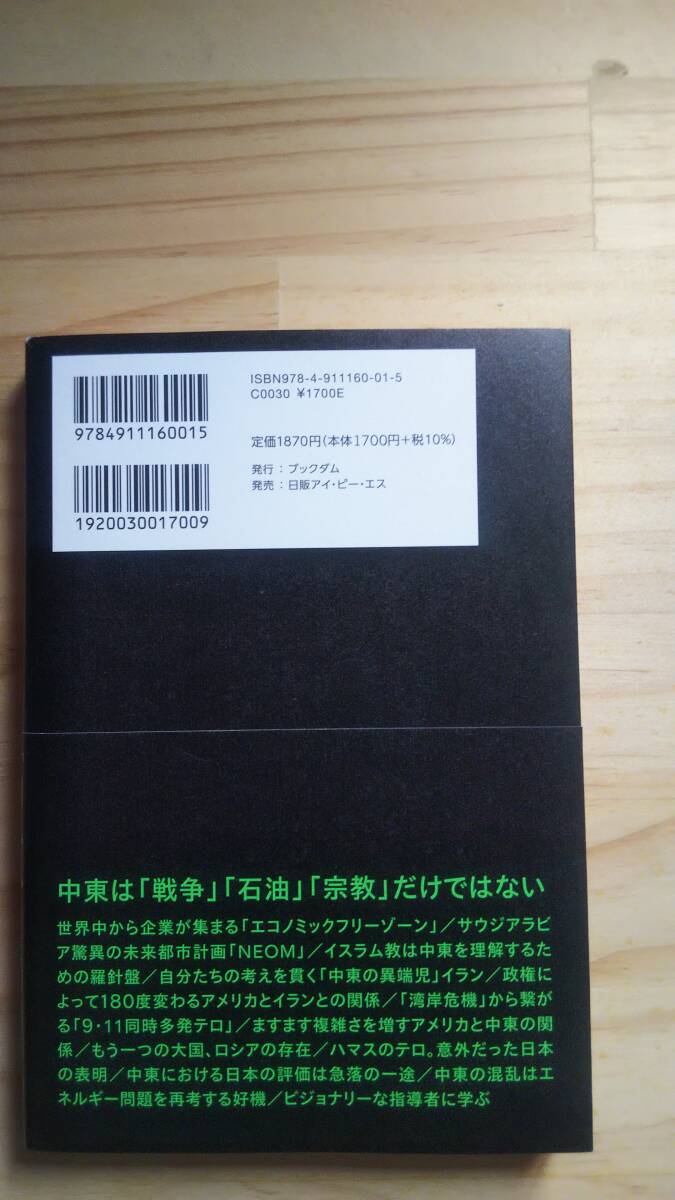 ISBN978-4-911160-01-5
C0030 ¥1700E
9784911160015
定価1870円(本体1700円+税10%)
発行：ブックダム
発売：日販アイ・ピー・エス
1920030017009
中東は「戦争」「石油」「宗教」だけではない
世界中から企業が集まる「エコノミックフリーゾーン」／サウジアラビ
ア驚異の未来都市計画「NEOM」／イスラム教は中東を理解するた
めの羅針盤／自分たちの考えを貫く「中東の異端児」イラン／政権に
よって180度変わるアメリカとイランとの関係／「湾岸危機」から繋が
る「9・11同時多発テロ」／ますます複雑さを増すアメリカと中東の関
係／もう一つの大国、ロシアの存在／ハマスのテロ。意外だった日本
の表明／中東における日本の評価は急落の一途／中東の混乱はエ
ネルギー問題を再考する好機／ビジョナリーな指導者に学ぶ